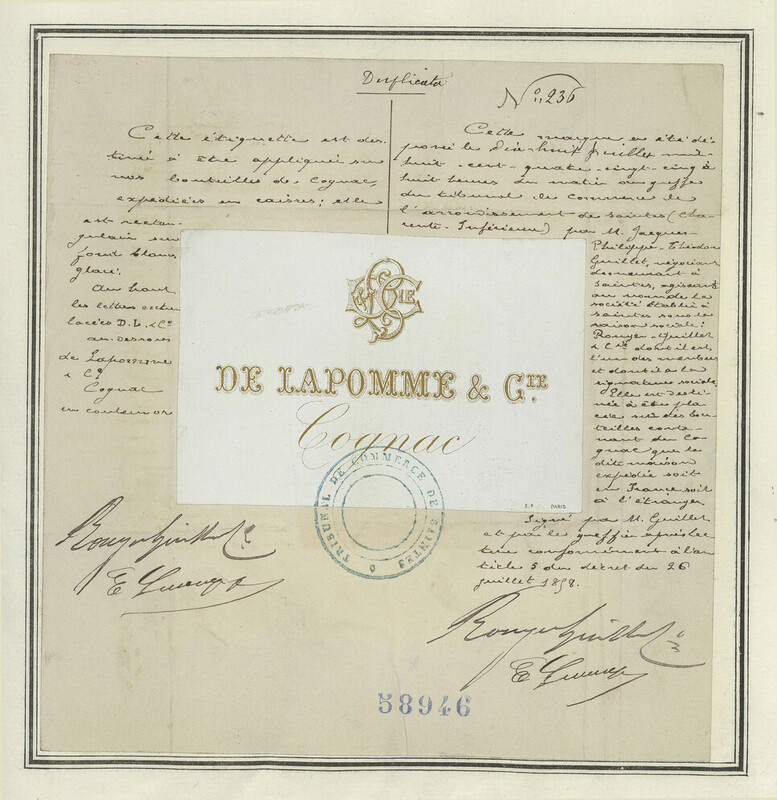 Duplicata
N° 236
Cette étiquette est des-
tinée à être appliquée sur
nos bouteilles de Cognac,
expédiées en caisses; elle
est rectan-
gulaire sur
fond blanc
glacé.
Au haut
les lettres entre
lacées D. L. & Cie
au-dessous
de Lapomme
& Cie
Cognac
en couleur or
Cette marque a été dé-
posée le Dix-huit juillet mil-
huit-cent-quatre-vingt-cinq à
huit heures du matin au greffe
du tribunal de commerce de
l'arrondissement de Saintes (Cha-
rente-Inférieure) par M. Jacques-
Philippe-Théodore
Guillet, négociant
demeurant à
Saintes, agissant
au nom de la
société établie à
Saintes sous la
raison sociale:
Rouyer-Guillet
& Cie dont il est
l'un des membres
et dont il a la
signature sociale.
Elle est desti-
née à être pla-
cée sur des bou-
teilles conte-
nant du Co-
gnac que la
dite maison
expédie soit
en France soit
à l'étranger
Signé par M. Guillet
et par le greffier après lec-
ture conformément à l'ar-
ticle 5 du décret du 26
juillet 1858.
& CIE
DE LAPOMME & CIE.
Cognac
PARIS
TRIBUNAL DE COMMERCE DE SAINTES
Rouyer Guillet Cie
Rouyer Guillet Cie
58946